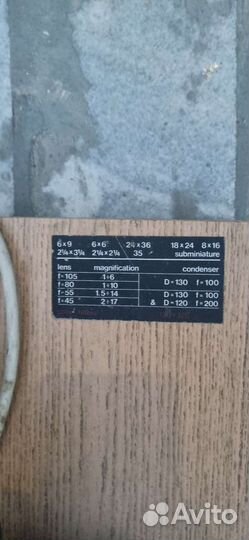 6×9 6×6 24×36 18×24 8×16
2¼×3¼ 2¼×2¼ 35 subminiature
lens magnification condenser
f=105 1÷6
f=80 1÷10 D=130 f=100
f=55 1.5÷14 D=130 f=100
f=45 2÷17 & D=120 f=200
Avito